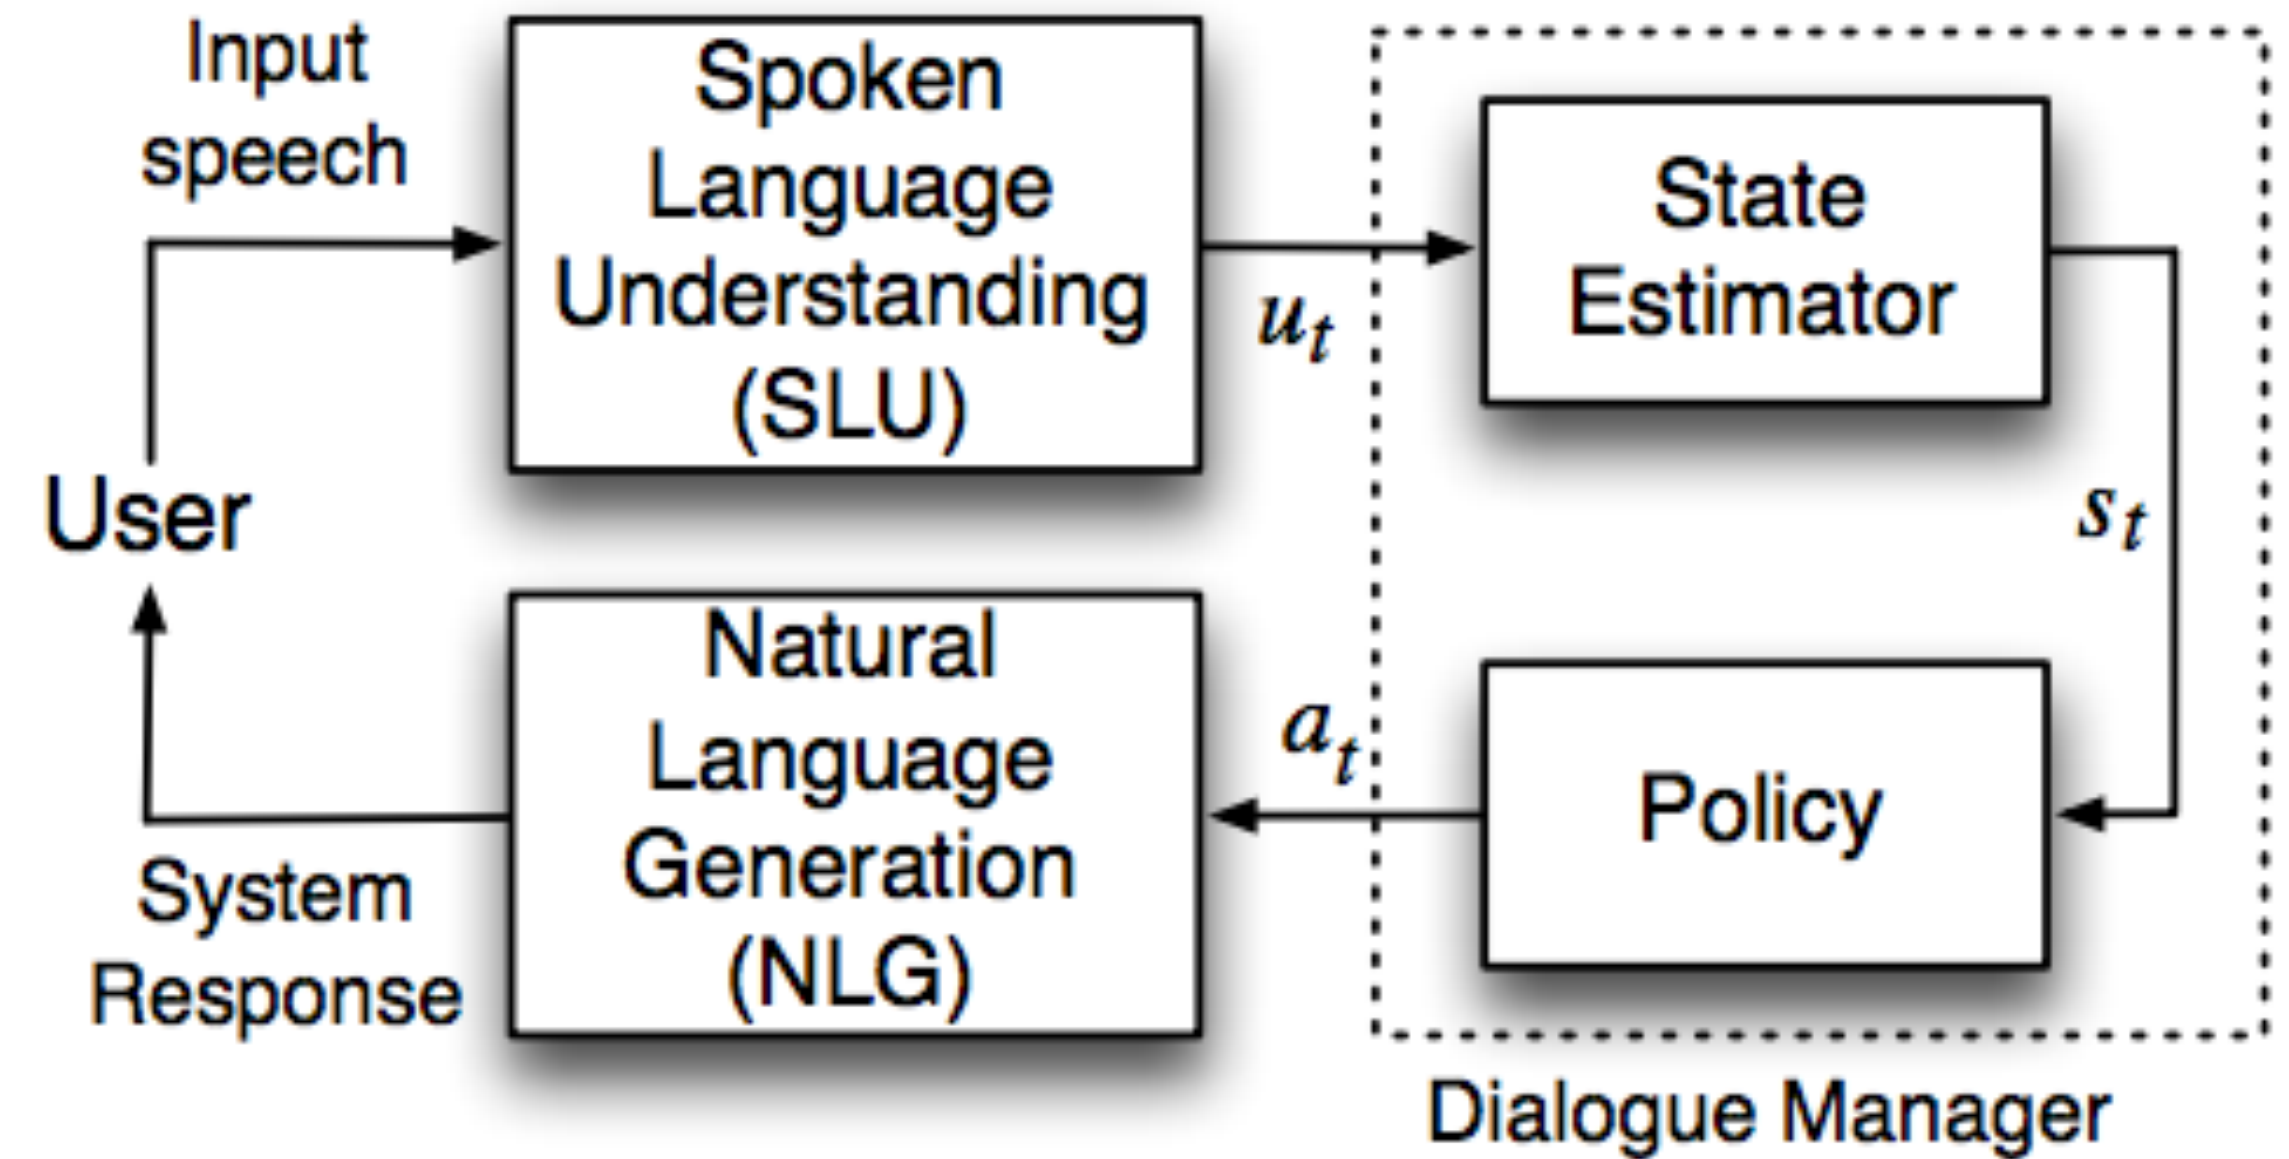 Input
speech
Spoken
Language
Understanding
(SLU)
u_t
State
Estimator
s_t
User
Natural
Language
Generation
(NLG)
a_t
Policy
System
Response
Dialogue Manager